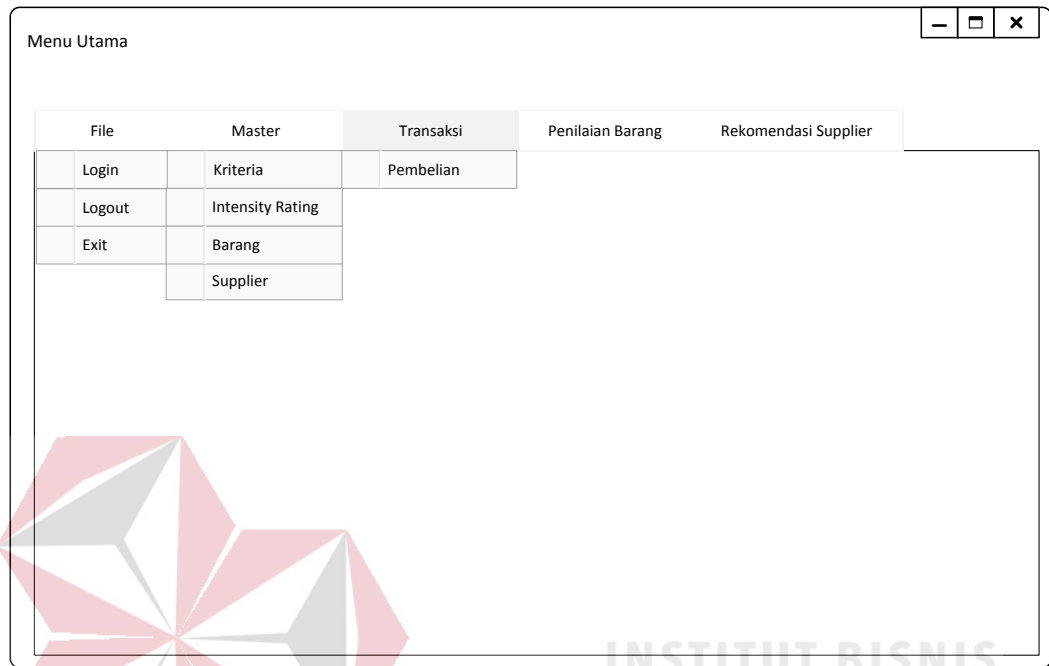 Menu Utama
File Master Transaksi Penilaian Barang Rekomendasi Supplier
Login Kriteria Pembelian
Logout Intensity Rating
Exit Barang
Supplier
INSTITUT BISNIS